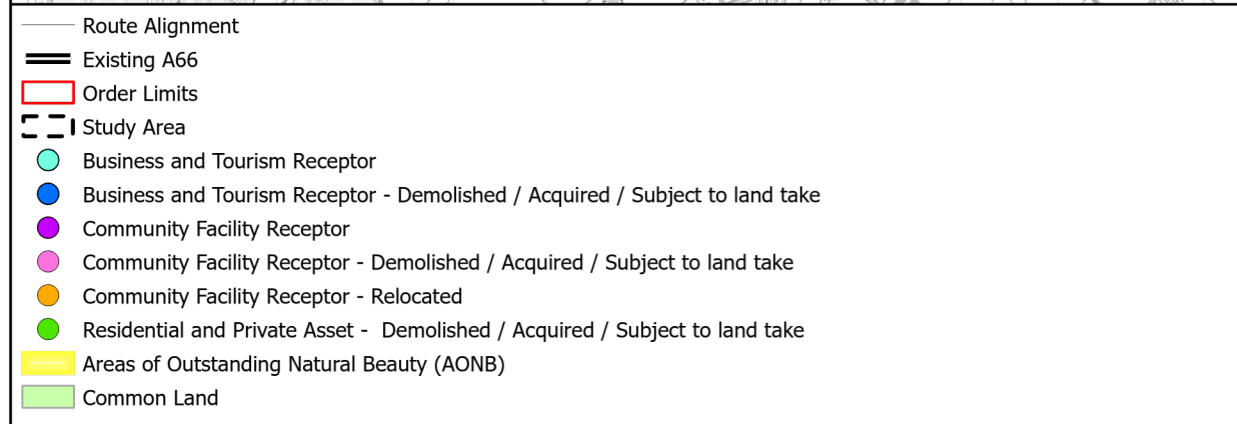 Route Alignment
Existing A66
Order Limits
Study Area
Business and Tourism Receptor
Business and Tourism Receptor - Demolished / Acquired / Subject to land take
Community Facility Receptor
Community Facility Receptor - Demolished / Acquired / Subject to land take
Community Facility Receptor - Relocated
Residential and Private Asset -  Demolished / Acquired / Subject to land take
Areas of Outstanding Natural Beauty (AONB)
Common Land